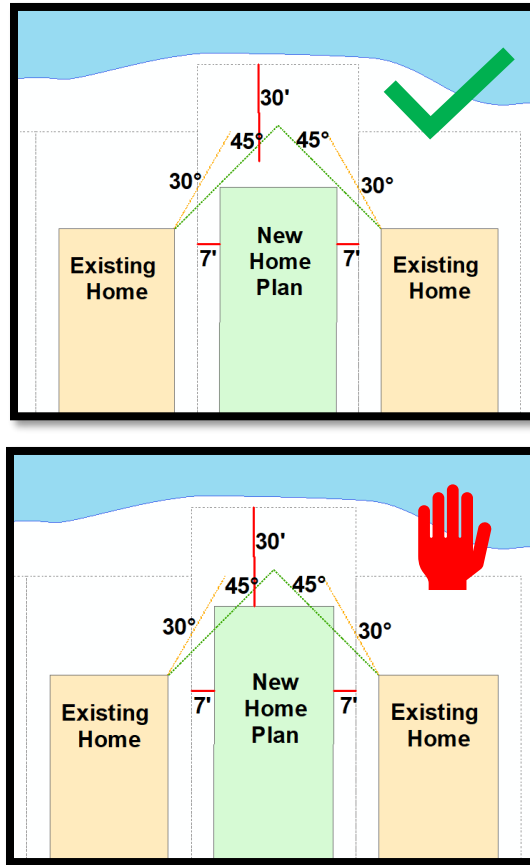 30'
45°
45°
30°
30°
New
Home
Plan
7'
7'
Existing
Home
Existing
Home
30'
45°
45°
30°
30°
New
Home
Plan
7'
7'
Existing
Home
Existing
Home